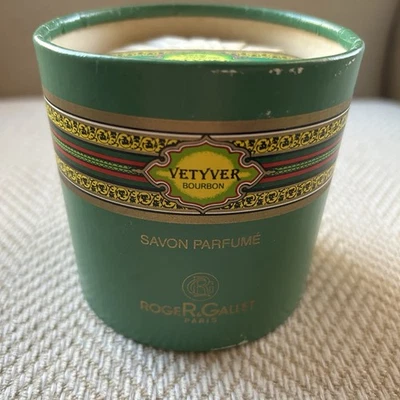 VETYVER
BOURBON
SAVON PARFUMÉ
ROGER & GALLET
PARIS